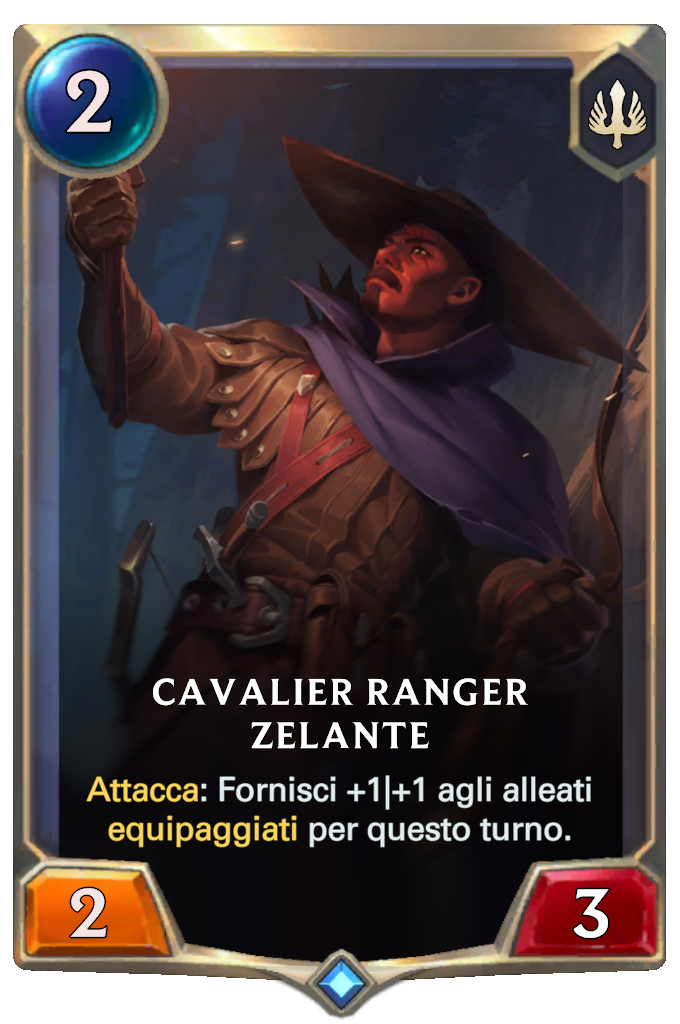 2
CAVALIER RANGER
ZELANTE
Attacca: Fornisci +1|+1 agli alleati
equipaggiati per questo turno.
2
3